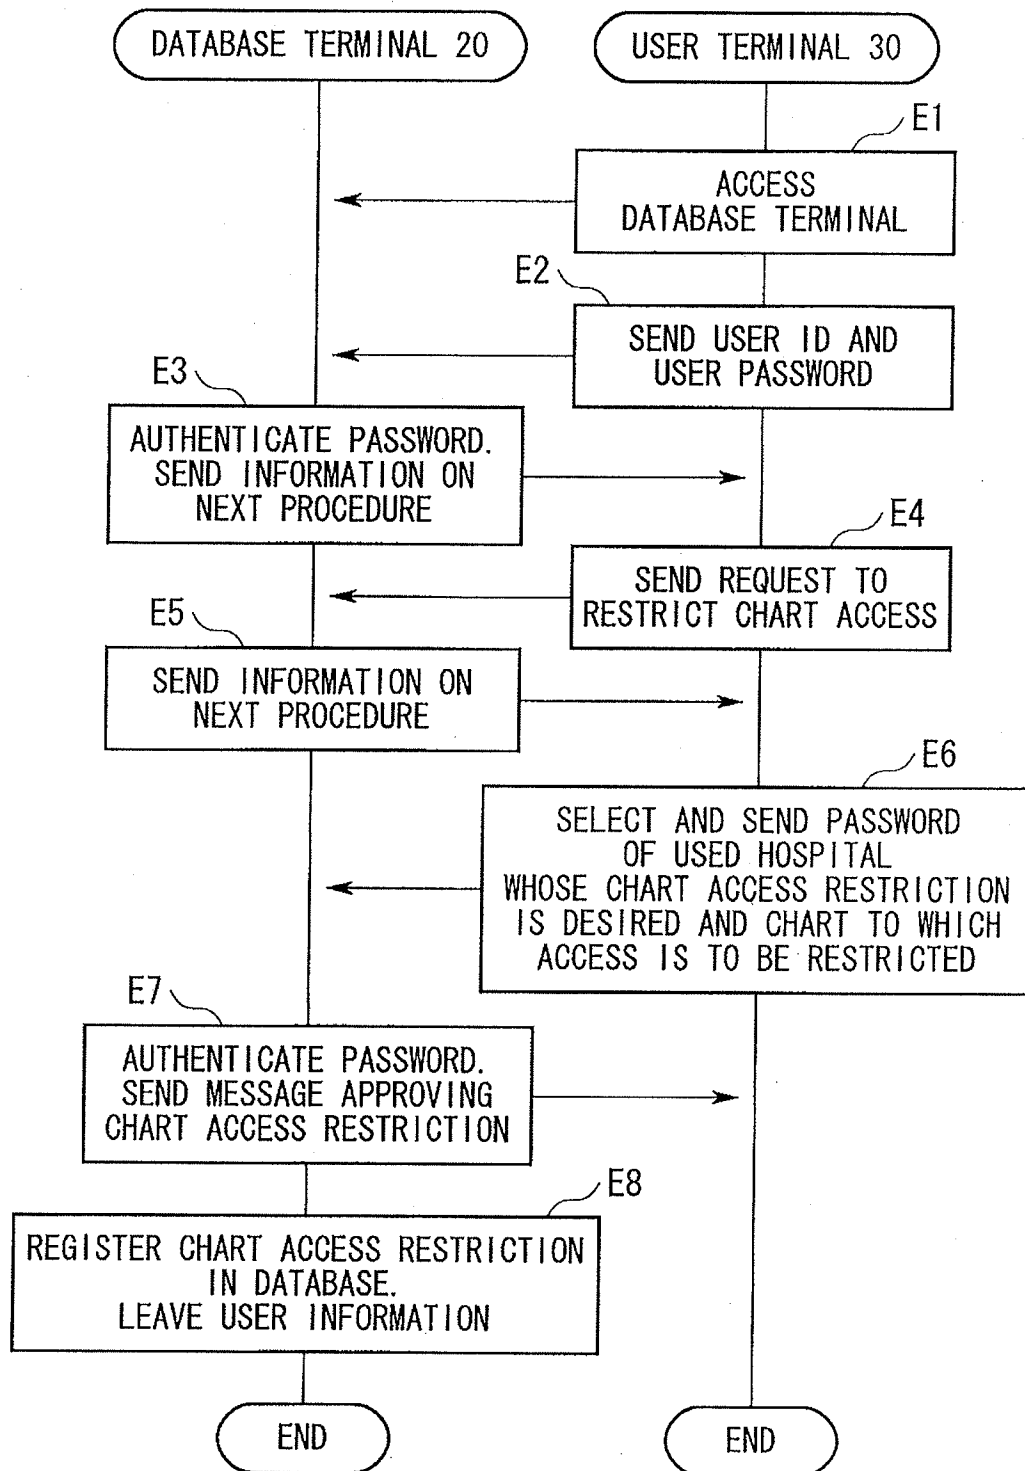 DATABASE TERMINAL 20
USER TERMINAL 30
E1
ACCESS
DATABASE TERMINAL
E2
SEND USER ID AND
USER PASSWORD
E3
AUTHENTICATE PASSWORD.
SEND INFORMATION ON
NEXT PROCEDURE
E4
SEND REQUEST TO
RESTRICT CHART ACCESS
E5
SEND INFORMATION ON
NEXT PROCEDURE
E6
SELECT AND SEND PASSWORD
OF USED HOSPITAL
WHOSE CHART ACCESS RESTRICTION
IS DESIRED AND CHART TO WHICH
ACCESS IS TO BE RESTRICTED
E7
AUTHENTICATE PASSWORD.
SEND MESSAGE APPROVING
CHART ACCESS RESTRICTION
E8
REGISTER CHART ACCESS RESTRICTION
IN DATABASE.
LEAVE USER INFORMATION
END
END